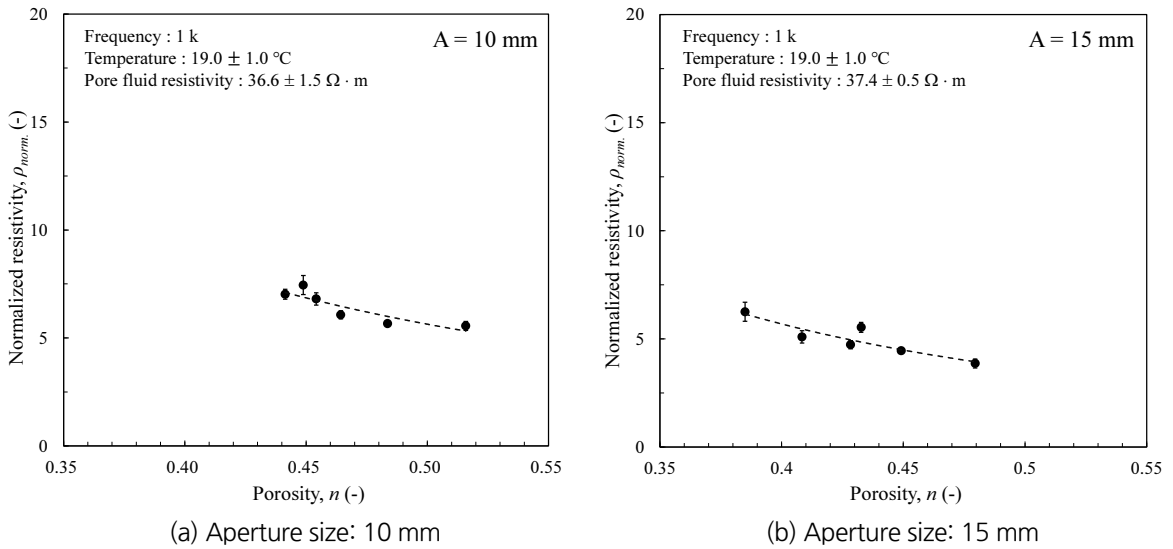 20
15
10
5
0
Normalized resistivity, ρnorm. (-)
Frequency : 1 k
Temperature : 19.0 ± 1.0 °C
Pore fluid resistivity : 36.6 ± 1.5 Ω · m
A = 10 mm
0.35 0.40 0.45 0.50 0.55
Porosity, n (-)
(a) Aperture size: 10 mm
20
15
10
5
0
Normalized resistivity, ρnorm. (-)
Frequency : 1 k
Temperature : 19.0 ± 1.0 °C
Pore fluid resistivity : 37.4 ± 0.5 Ω · m
A = 15 mm
0.35 0.4 0.45 0.5 0.55
Porosity, n (-)
(b) Aperture size: 15 mm